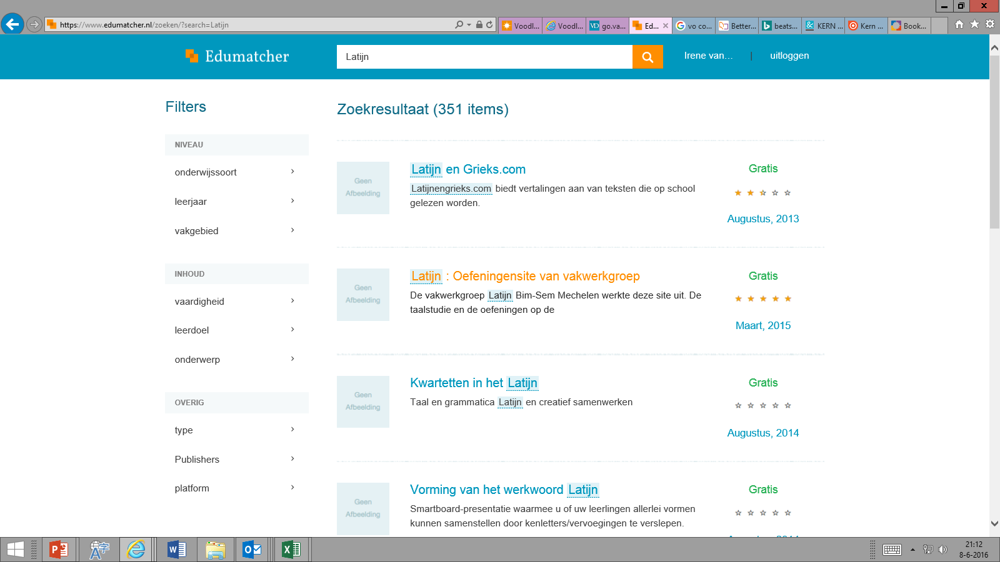 https://www.edumatcher.nl/zoeken/?search=Latijn
Voodl...
Voodl...
go.va...
Ed...
vo co...
Better...
beats...
KERN ...
Kern ...
Book...
Edumatcher
Latijn
Irene van...
|
uitloggen
Filters
NIVEAU
onderwijssoort
leerjaar
vakgebied
INHOUD
vaardigheid
leerdoel
onderwerp
OVERIG
type
Publishers
platform
Zoekresultaat (351 items)
Geen
Afbeelding
Latijn en Grieks.com
Latijnengrieks.com biedt vertalingen aan van teksten die op school
gelezen worden.
Gratis
Augustus, 2013
Geen
Afbeelding
Latijn : Oefeningensite van vakwerkgroep
De vakwerkgroep Latijn Bim-Sem Mechelen werkte deze site uit. De
taalstudie en de oefeningen op de
Gratis
Maart, 2015
Geen
Afbeelding
Kwartetten in het Latijn
Taal en grammatica Latijn en creatief samenwerken
Gratis
Augustus, 2014
Geen
Afbeelding
Vorming van het werkwoord Latijn
Smartboard-presentatie waarmee u of uw leerlingen allerlei vormen
kunnen samenstellen door kenletters/vervoegingen te verslepen.
Gratis
21:12
8-6-2016